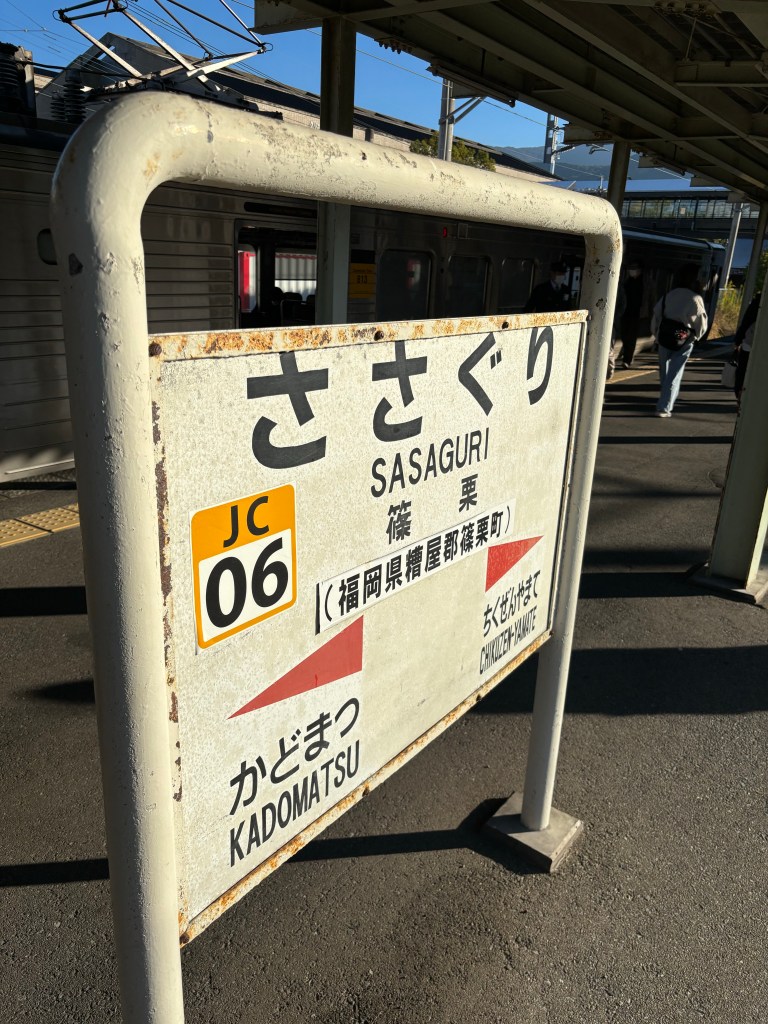 ささぐり
SASAGURI
篠栗
(福岡県糟屋郡篠栗町)
JC
06
ちくぜんやまて
CHIKUZEN-YAMATE
かどまつ
KADOMATSU